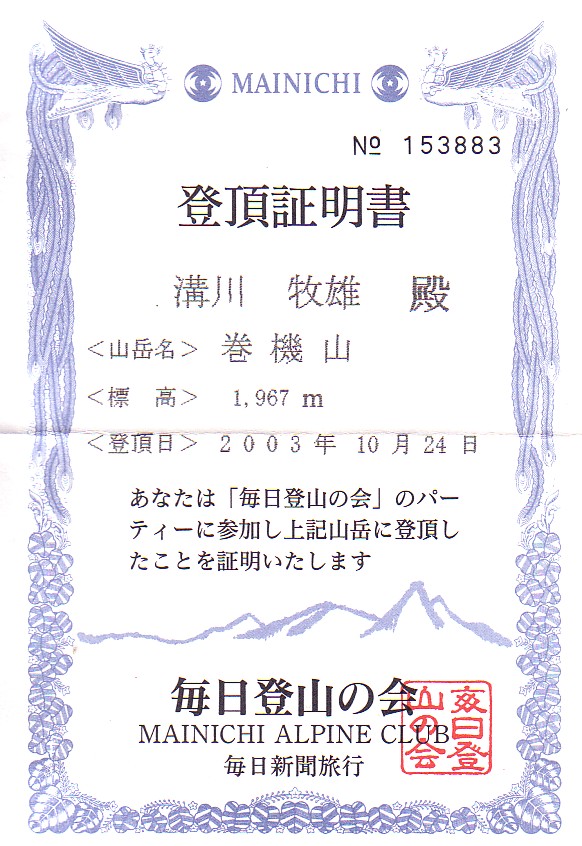 MAINICHI
№ 153883
登頂証明書
溝川 牧雄 殿
＜山岳名＞ 巻機山
＜標 高＞ 1,967 m
＜登頂日＞ 2003年 10月24日
あなたは「毎日登山の会」のパー
ティーに参加し上記山岳に登頂し
たことを証明いたします
毎日登山の会
MAINICHI ALPINE CLUB
毎日新聞旅行
毎日登
山の会